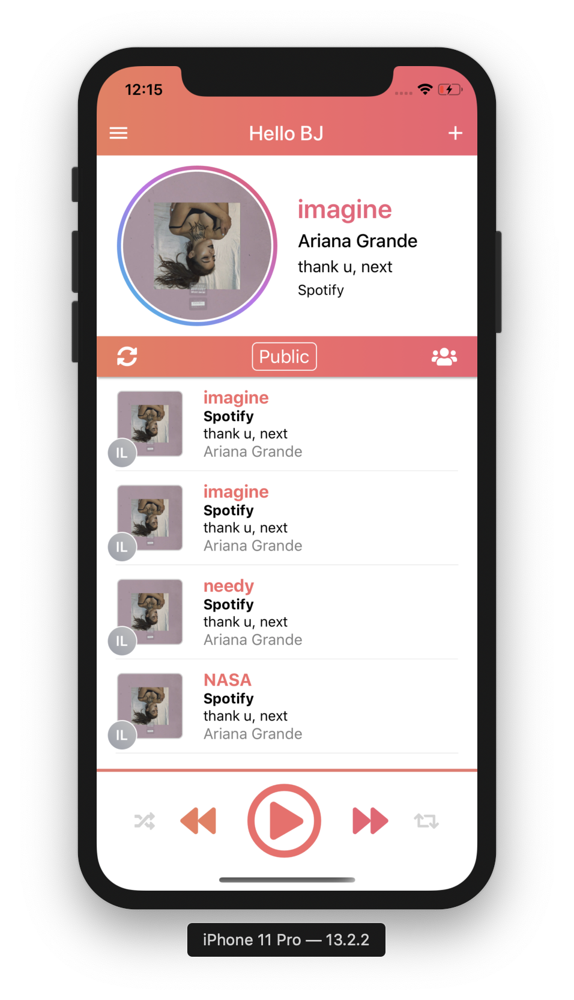 12:15
Hello BJ
imagine
Ariana Grande
thank u, next
Spotify
Public
imagine
Spotify
thank u, next
Ariana Grande
IL
imagine
Spotify
thank u, next
Ariana Grande
IL
needy
Spotify
thank u, next
Ariana Grande
IL
NASA
Spotify
thank u, next
Ariana Grande
IL
iPhone 11 Pro — 13.2.2